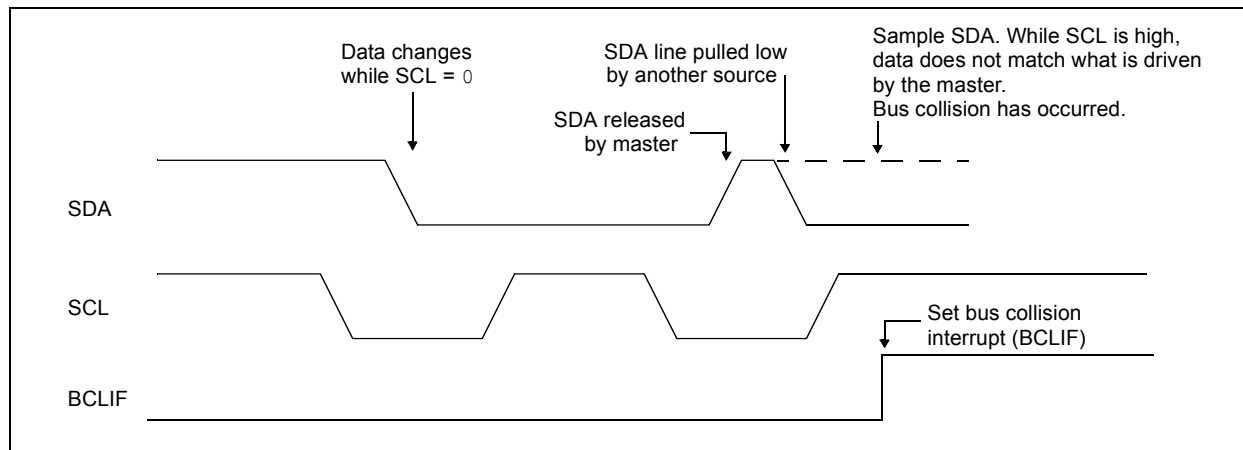 Data changes
while SCL = 0
SDA line pulled low
by another source
Sample SDA. While SCL is high,
data does not match what is driven
by the master.
Bus collision has occurred.
SDA released
by master
SDA
SCL
Set bus collision
interrupt (BCLIF)
BCLIF